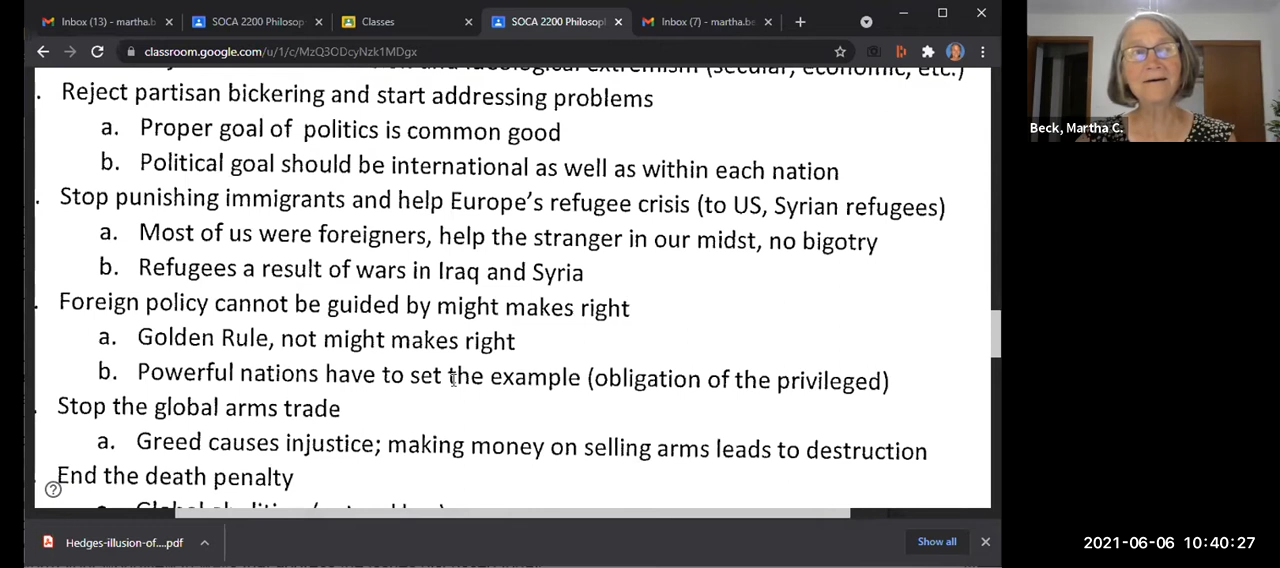 Inbox (13) - martha.b
SOCA 2200 Philosop
Classes
SOCA 2200 Philosop
Inbox (7) - martha.be
classroom.google.com/u/1/c/MzQ3ODcyNzk1MDgx
extremism (secular, economic, etc.)
Reject partisan bickering and start addressing problems
a. Proper goal of politics is common good
b. Political goal should be international as well as within each nation
Stop punishing immigrants and help Europe's refugee crisis (to US, Syrian refugees)
a. Most of us were foreigners, help the stranger in our midst, no bigotry
b. Refugees a result of wars in Iraq and Syria
Foreign policy cannot be guided by might makes right
a. Golden Rule, not might makes right
b. Powerful nations have to set the example (obligation of the privileged)
Stop the global arms trade
a. Greed causes injustice; making money on selling arms leads to destruction
End the death penalty
Hedges-illusion-of....pdf
Show all
Beck, Martha C.
2021-06-06 10:40:27